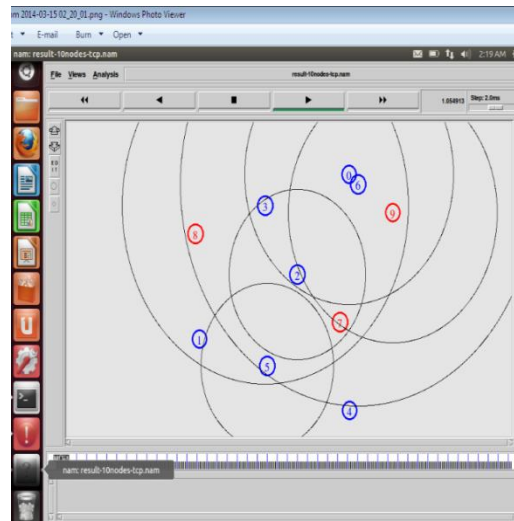 om 2014-03-15 02_20_01.png - Windows Photo Viewer
E-mail Burn Open
nam: result-10nodes-tcp.nam 2:19 AM
File Views Analysis result-10nodes-tcp.nam
1.054913 Step: 2.0ms
0
6
3
9
8
2
7
1
5
4
nam: result-10nodes-tcp.nam